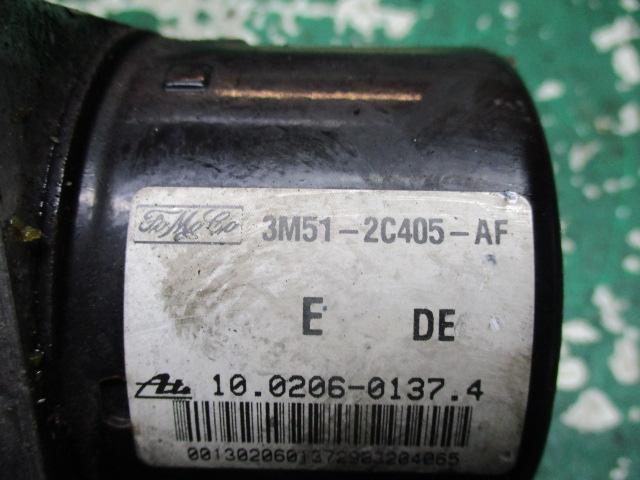 FoMoCo 3M51-2C405-AF
E DE
Ate 10.0206-0137.4